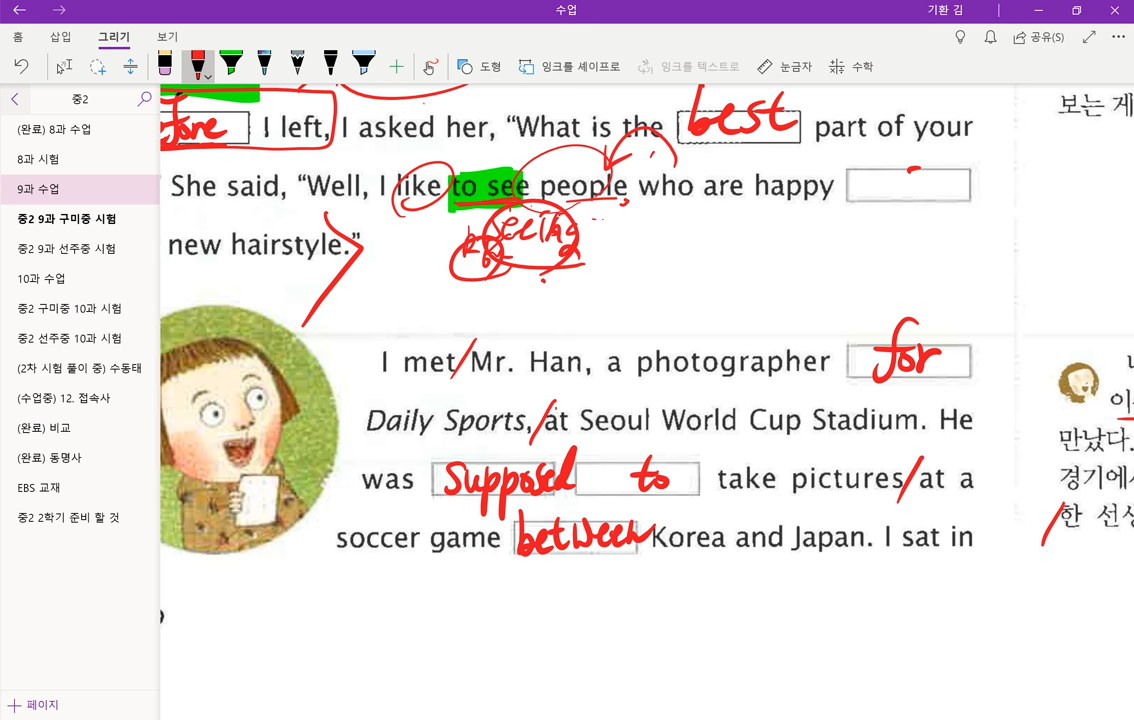 수업
기환 김
홈 삽입 그리기 보기
공유(S)
도형 잉크를 셰이프로 잉크를 텍스트로 눈금자 수학
중2
(완료) 8과 수업
8과 시험
9과 수업
중2 9과 구미중 시험
중2 9과 선주중 시험
10과 수업
중2 구미중 10과 시험
중2 선주중 10과 시험
(2차 시험 풀이 중) 수동태
(수업중) 12. 접속사
(완료) 비교
(완료) 동명사
EBS 교재
중2 2학기 준비 할 것
페이지
efore I left, I asked her, “What is the best part of your
She said, “Well, I like to see people who are happy
seeing
new hairstyle.”
I met Mr. Han, a photographer for
Daily Sports, at Seoul World Cup Stadium. He
was supposed to take pictures at a
soccer game between Korea and Japan. I sat in
보는 게
만났다.
경기에서
한 선상